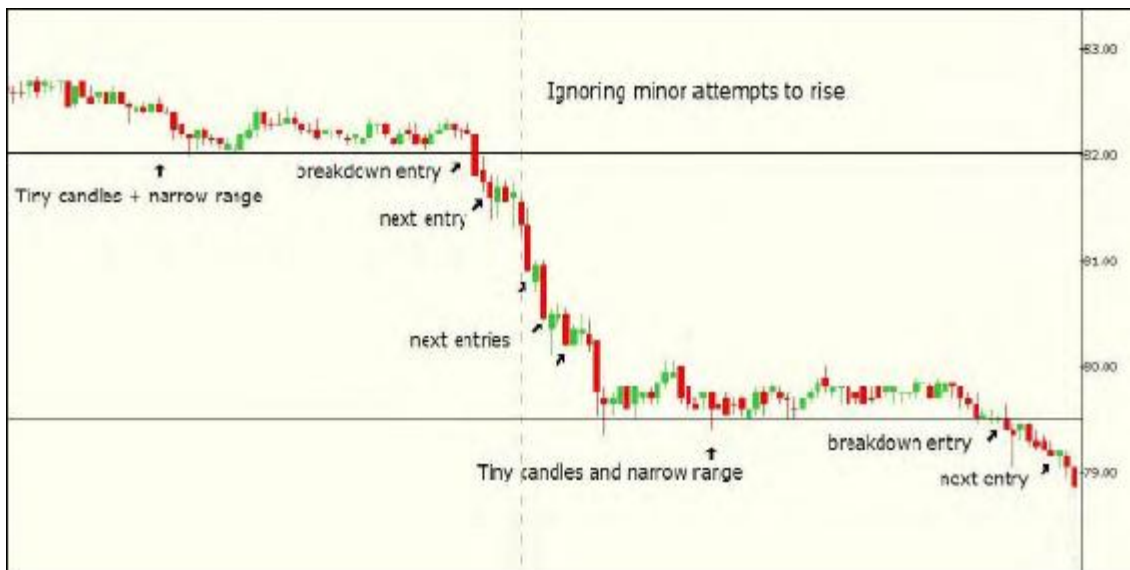 83.00
Ignoring minor attempts to rise
breakdown entry
82.00
Tiny candles + narrow range
next entry
81.00
next entries
80.00
breakdown entry
Tiny candles and narrow range
next entry
79.00